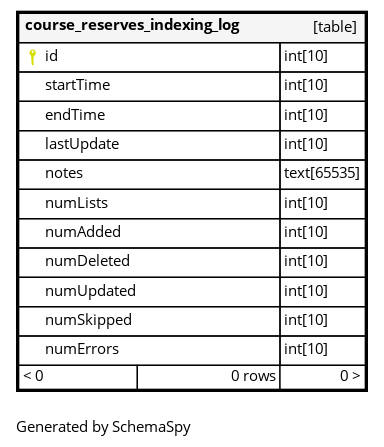 course_reserves_indexing_log [table]
id int[10]
startTime int[10]
endTime int[10]
lastUpdate int[10]
notes text[65535]
numLists int[10]
numAdded int[10]
numDeleted int[10]
numUpdated int[10]
numSkipped int[10]
numErrors int[10]
< 0 0 rows 0 >
Generated by SchemaSpy